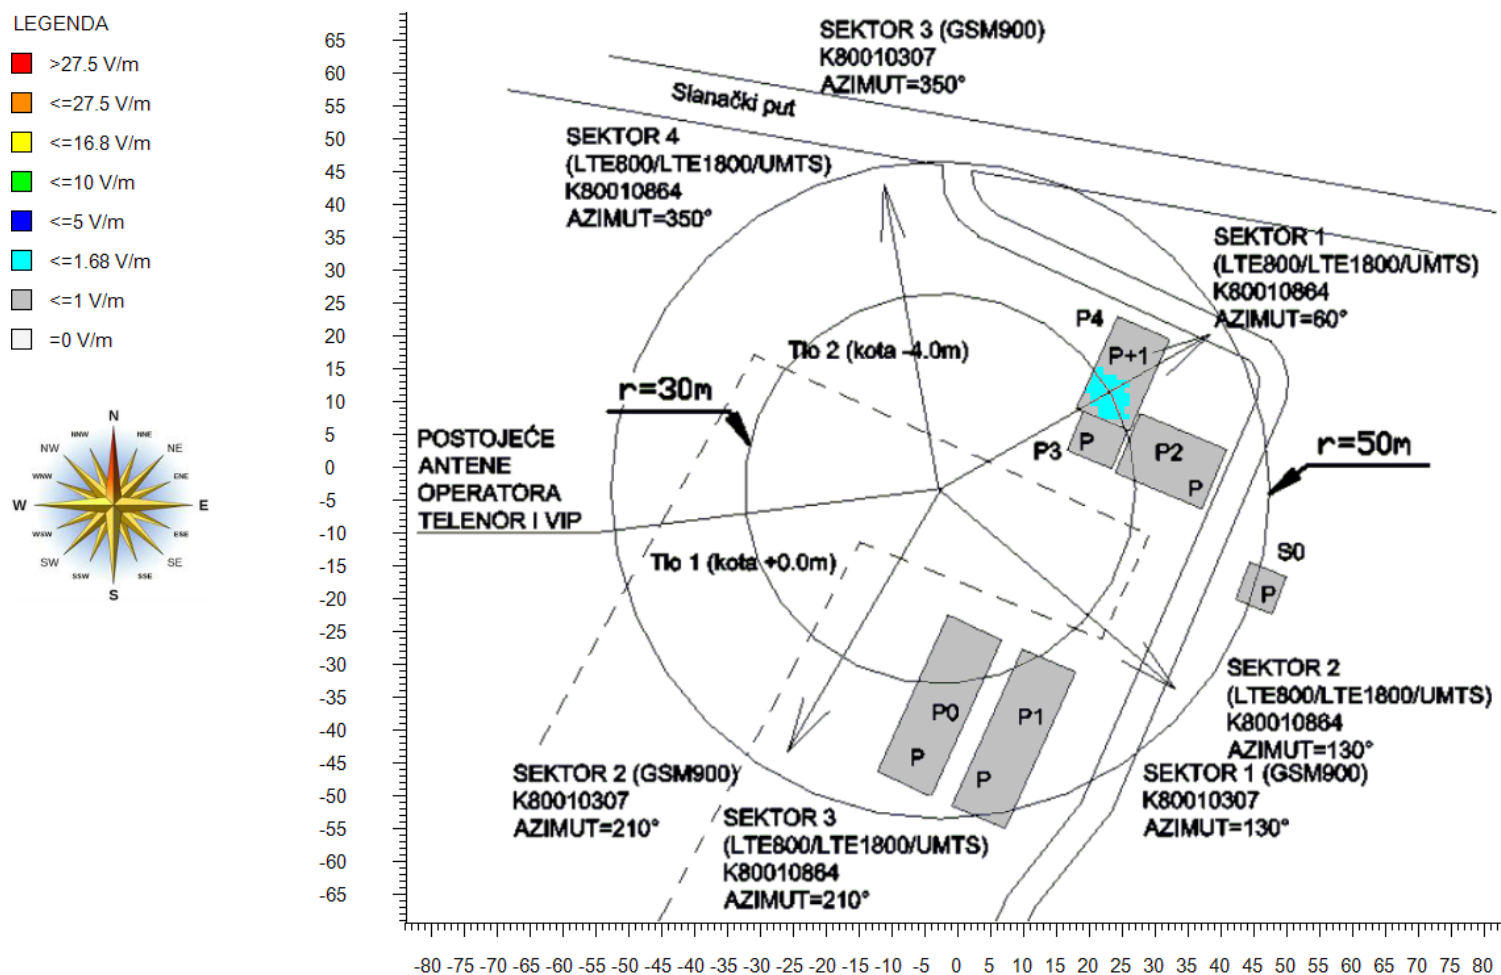 LEGENDA
>27.5 V/m
<=27.5 V/m
<=16.8 V/m
<=10 V/m
<=5 V/m
<=1.68 V/m
<=1 V/m
=0 V/m
N
NNE
NE
ENE
E
ESE
SE
SSE
S
SSW
SW
WSW
W
WNW
NW
NNW
65
60
55
50
45
40
35
30
25
20
15
10
5
0
-5
-10
-15
-20
-25
-30
-35
-40
-45
-50
-55
-60
-65
SEKTOR 3 (GSM900)
K80010307
AZIMUT=350°
Slanački put
SEKTOR 4
(LTE800/LTE1800/UMTS)
K80010864
AZIMUT=350°
SEKTOR 1
(LTE800/LTE1800/UMTS)
K80010864
AZIMUT=60°
P4
P+1
Tlo 2 (kota -4.0m)
r=30m
POSTOJEĆE
ANTENE
OPERATORA
TELENOR I VIP
P3
P
P2
P
r=50m
Tlo 1 (kota +0.0m)
S0
P
P0
P
P1
P
SEKTOR 2
(LTE800/LTE1800/UMTS)
K80010864
AZIMUT=130°
SEKTOR 1 (GSM900)
K80010307
AZIMUT=130°
SEKTOR 2 (GSM900)
K80010307
AZIMUT=210°
SEKTOR 3
(LTE800/LTE1800/UMTS)
K80010864
AZIMUT=210°
-80 -75 -70 -65 -60 -55 -50 -45 -40 -35 -30 -25 -20 -15 -10 -5 0 5 10 15 20 25 30 35 40 45 50 55 60 65 70 75 80